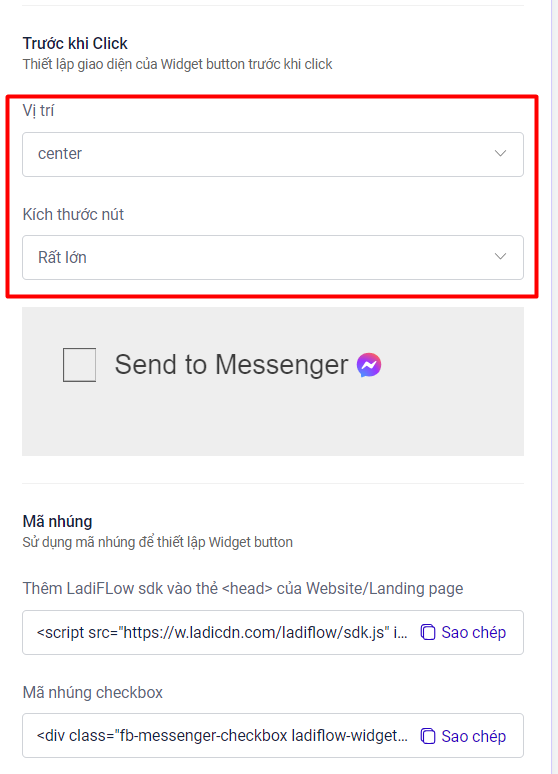 Trước khi Click
Thiết lập giao diện của Widget button trước khi click
Vị trí
center
Kích thước nút
Rất lớn
Send to Messenger
Mã nhúng
Sử dụng mã nhúng để thiết lập Widget button
Thêm LadiFLow sdk vào thẻ <head> của Website/Landing page
<script src="https://w.ladicdn.com/ladiflow/sdk.js" i... Sao chép
Mã nhúng checkbox
<div class="fb-messenger-checkbox ladiflow-widget... Sao chép